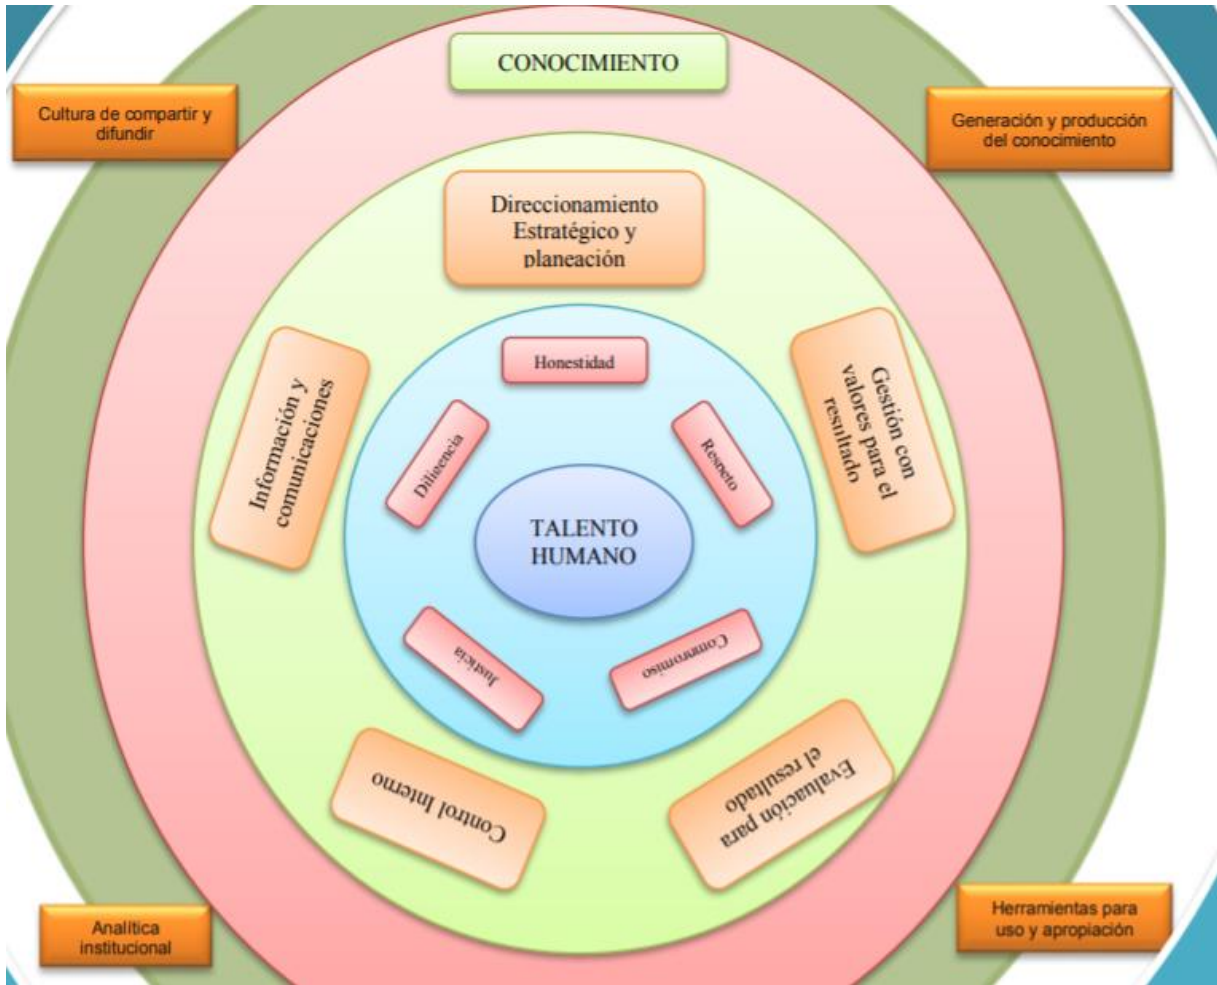 CONOCIMIENTO
Cultura de compartir y
difundir
Generación y producción
del conocimiento
Direccionamiento
Estratégico y
planeación
Honestidad
Información y
comunicaciones
Diligencia
Respeto
Gestión con
valores para el
resultado
TALENTO
HUMANO
Justicia
Compromiso
Control Interno
Evaluación para
el resultado
Analítica
institucional
Herramientas para
uso y apropiación